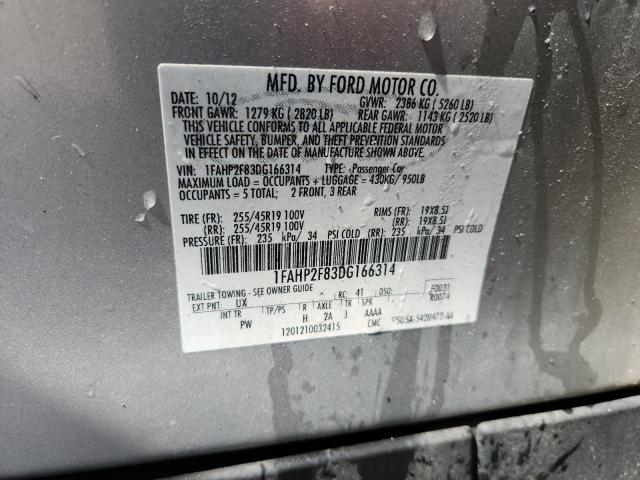 MFD. BY FORD MOTOR CO.
DATE: 10/12 GVWR: 2386 KG ( 5260 LB)
FRONT GAWR: 1279 KG ( 2820 LB) REAR GAWR: 1143 KG ( 2520 LB)
THIS VEHICLE CONFORMS TO ALL APPLICABLE FEDERAL MOTOR
VEHICLE SAFETY, BUMPER, AND THEFT PREVENTION STANDARDS
IN EFFECT ON THE DATE OF MANUFACTURE SHOWN ABOVE.
VIN: 1FAHP2F83DG166314 TYPE: Passenger Car
MAXIMUM LOAD = OCCUPANTS + LUGGAGE = 430KG/ 950LB
OCCUPANTS = 5 TOTAL; 2 FRONT, 3 REAR
TIRE (FR): 255/45R19 100V RIMS (FR): 19X8.5J
(RR): 255/45R19 100V (RR): 19X8.5J
PRESSURE (FR): 235 kPa/ 34 PSI COLD (RR): 235 kPa/ 34 PSI COLD
1FAHP2F83DG166314
TRAILER TOWING - SEE OWNER GUIDE - RC: 41 DSO: F0031
EXT PNT: UX TP/PS R AXLE TR SPR R0074
INT TR H 2A J AAAA
PW 1201210032415 CMC